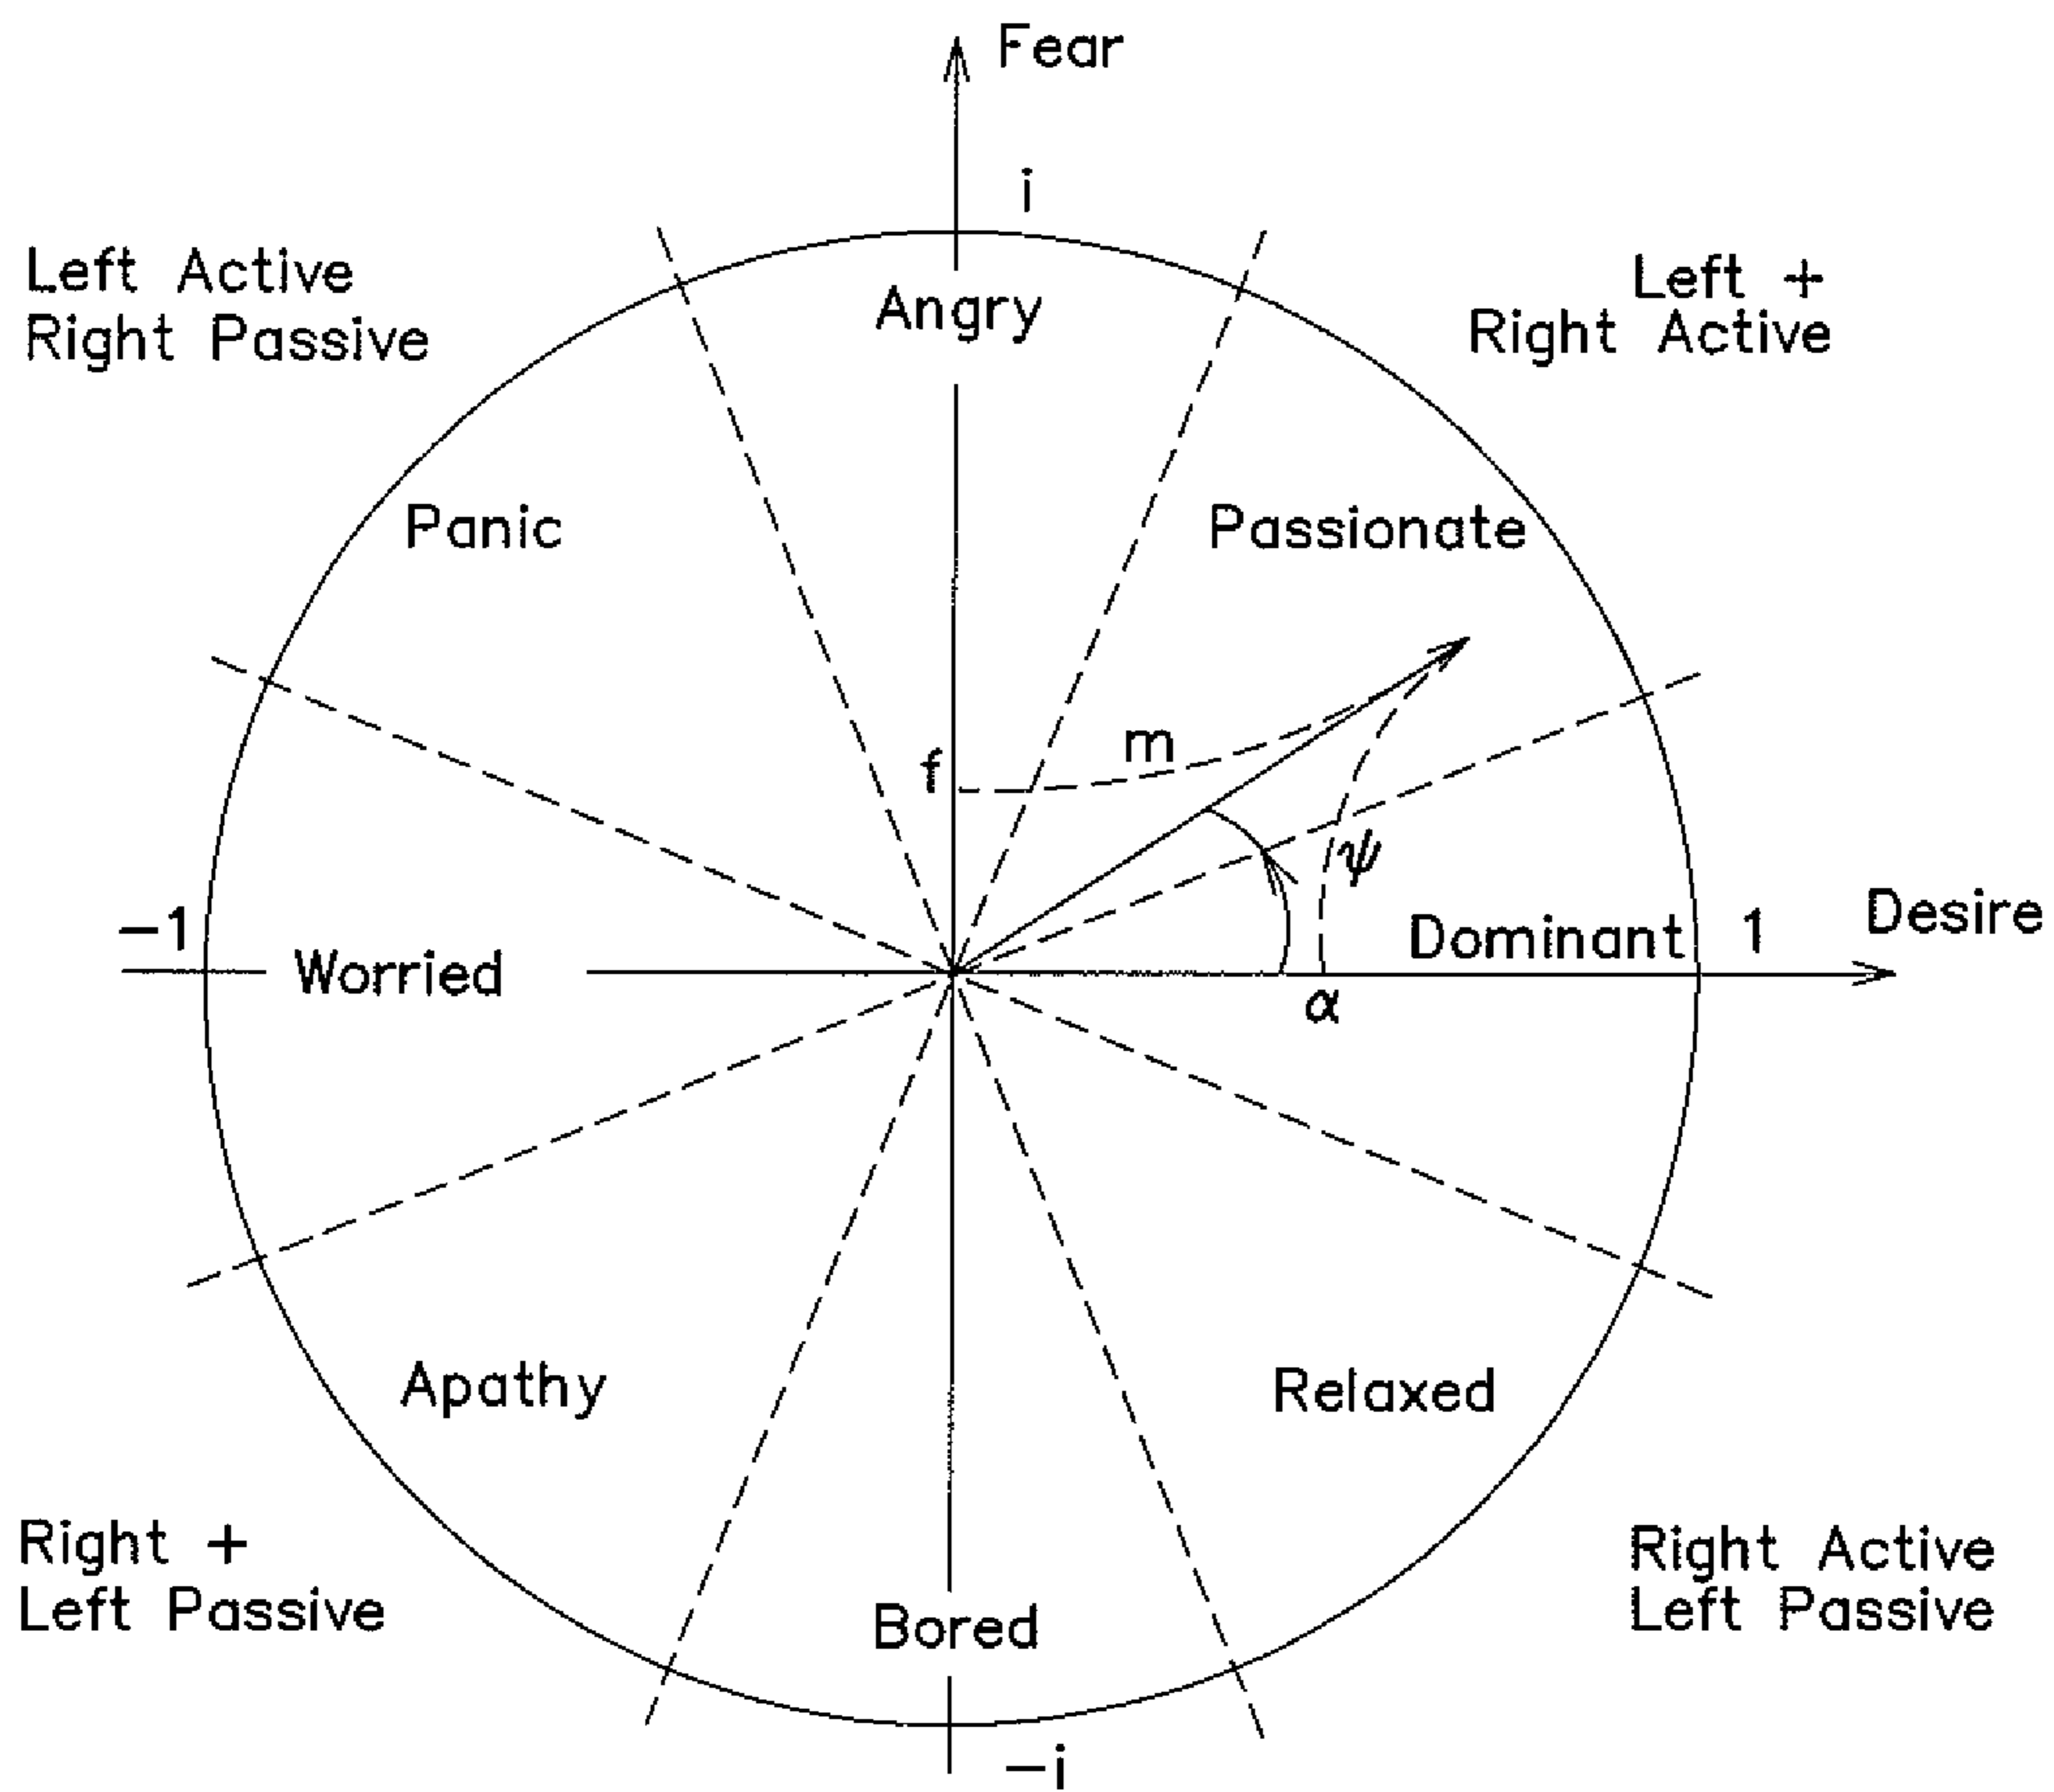 Fear
i
Left Active
Right Passive
Left +
Right Active
Angry
Panic
Passionate
m
f
ψ
-1
Worried
Dominant
1
Desire
α
Apathy
Relaxed
Right +
Left Passive
Right Active
Left Passive
Bored
-i